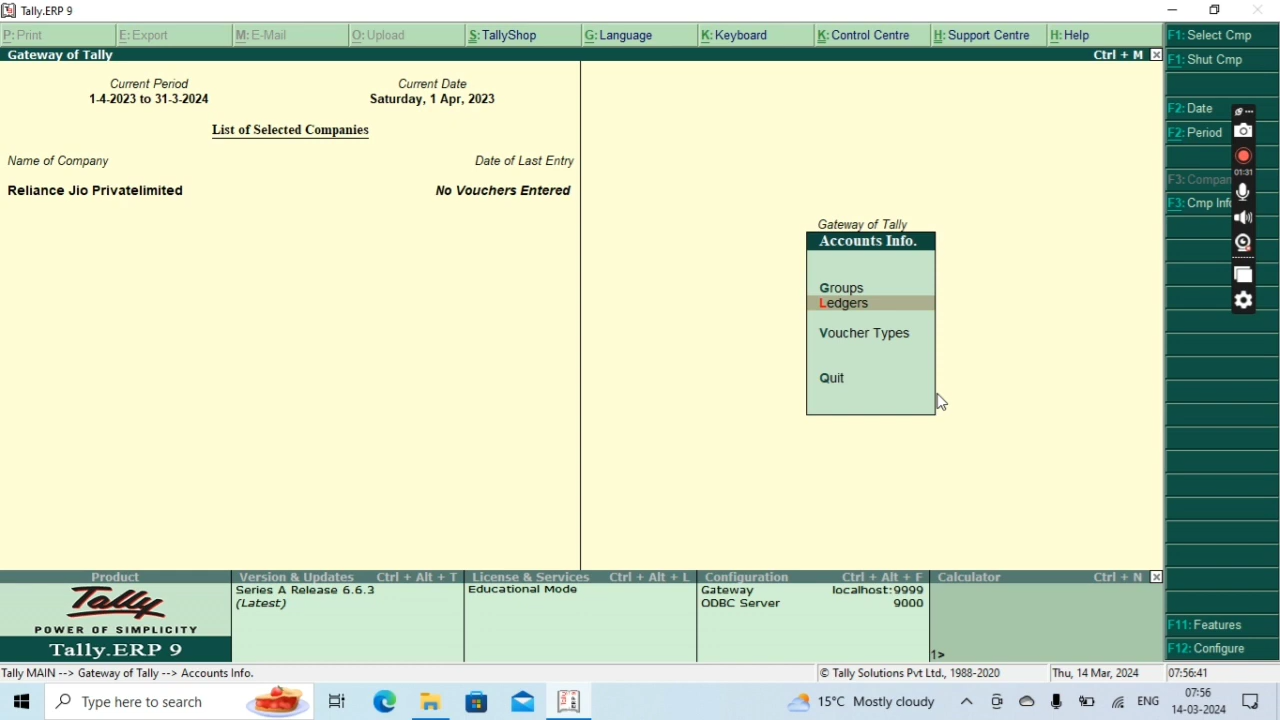 Tally.ERP 9
P: Print E: Export M: E-Mail O: Upload S: TallyShop G: Language K: Keyboard K: Control Centre H: Support Centre H: Help F1: Select Cmp
Gateway of Tally Ctrl + M
F1: Shut Cmp
Current Period Current Date
1-4-2023 to 31-3-2024 Saturday, 1 Apr, 2023
F2: Date
List of Selected Companies
F2: Period
Name of Company Date of Last Entry
01:31
F3:
Reliance Jio Privatelimited No Vouchers Entered
F3: Cmp
Gateway of Tally
Accounts Info.
Groups
Ledgers
Voucher Types
Quit
Product Version & Updates Ctrl + Alt + T License & Services Ctrl + Alt + L Configuration Ctrl + Alt + F Calculator Ctrl + N
Series A Release 6.6.3 Educational Mode Gateway localhost:9999
(Latest) ODBC Server 9000
Tally
POWER OF SIMPLICITY
Tally.ERP 9
1>
F11: Features
F12: Configure
Tally MAIN --> Gateway of Tally --> Accounts Info. © Tally Solutions Pvt Ltd., 1988-2020 Thu, 14 Mar, 2024 07:56:41
Type here to search 15°C Mostly cloudy ENG 07:56
14-03-2024